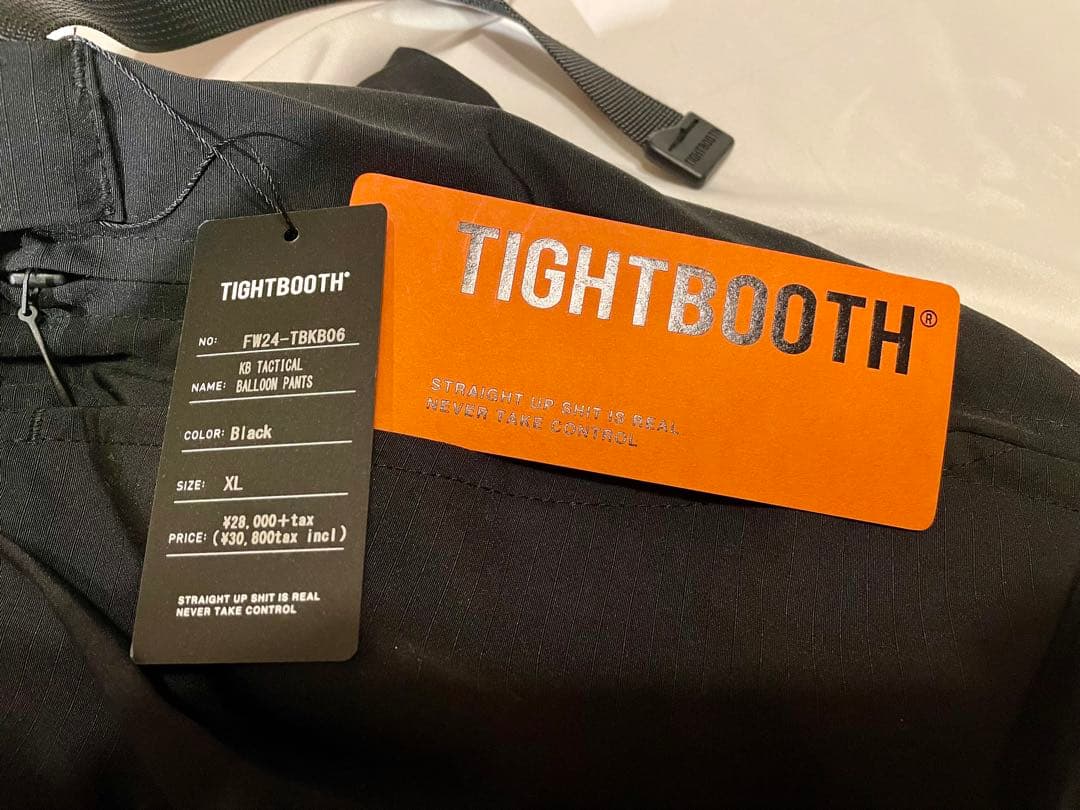 TIGHTBOOTH
TIGHTBOOTH®
STRAIGHT UP SHIT IS REAL
NEVER TAKE CONTROL
TIGHTBOOTH®
NO: FW24-TBKB06
NAME: KB TACTICAL
BALLOON PANTS
COLOR: Black
SIZE: XL
PRICE: ¥28,000+tax
(¥30,800tax incl)
STRAIGHT UP SHIT IS REAL
NEVER TAKE CONTROL